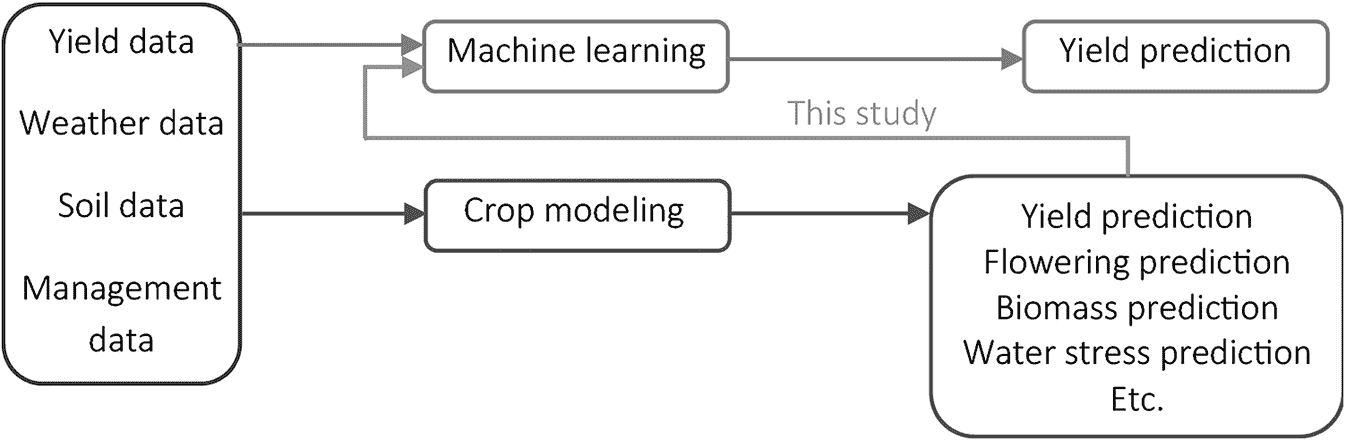 Yield data
Weather data
Soil data
Management
data
Machine learning
Yield prediction
This study
Crop modeling
Yield prediction
Flowering prediction
Biomass prediction
Water stress prediction
Etc.